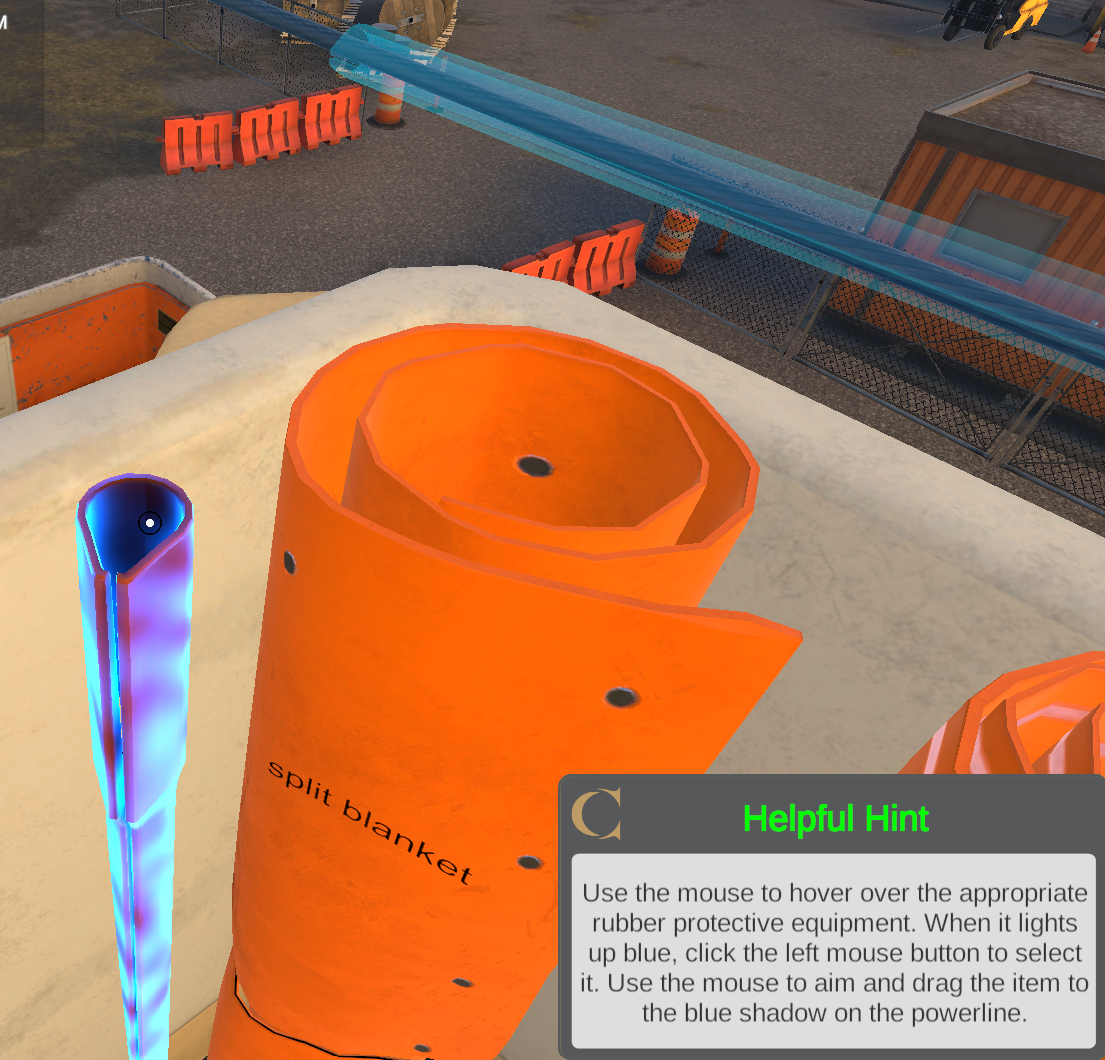 M
split blanket
C
Helpful Hint
Use the mouse to hover over the appropriate
rubber protective equipment. When it lights
up blue, click the left mouse button to select
it. Use the mouse to aim and drag the item to
the blue shadow on the powerline.